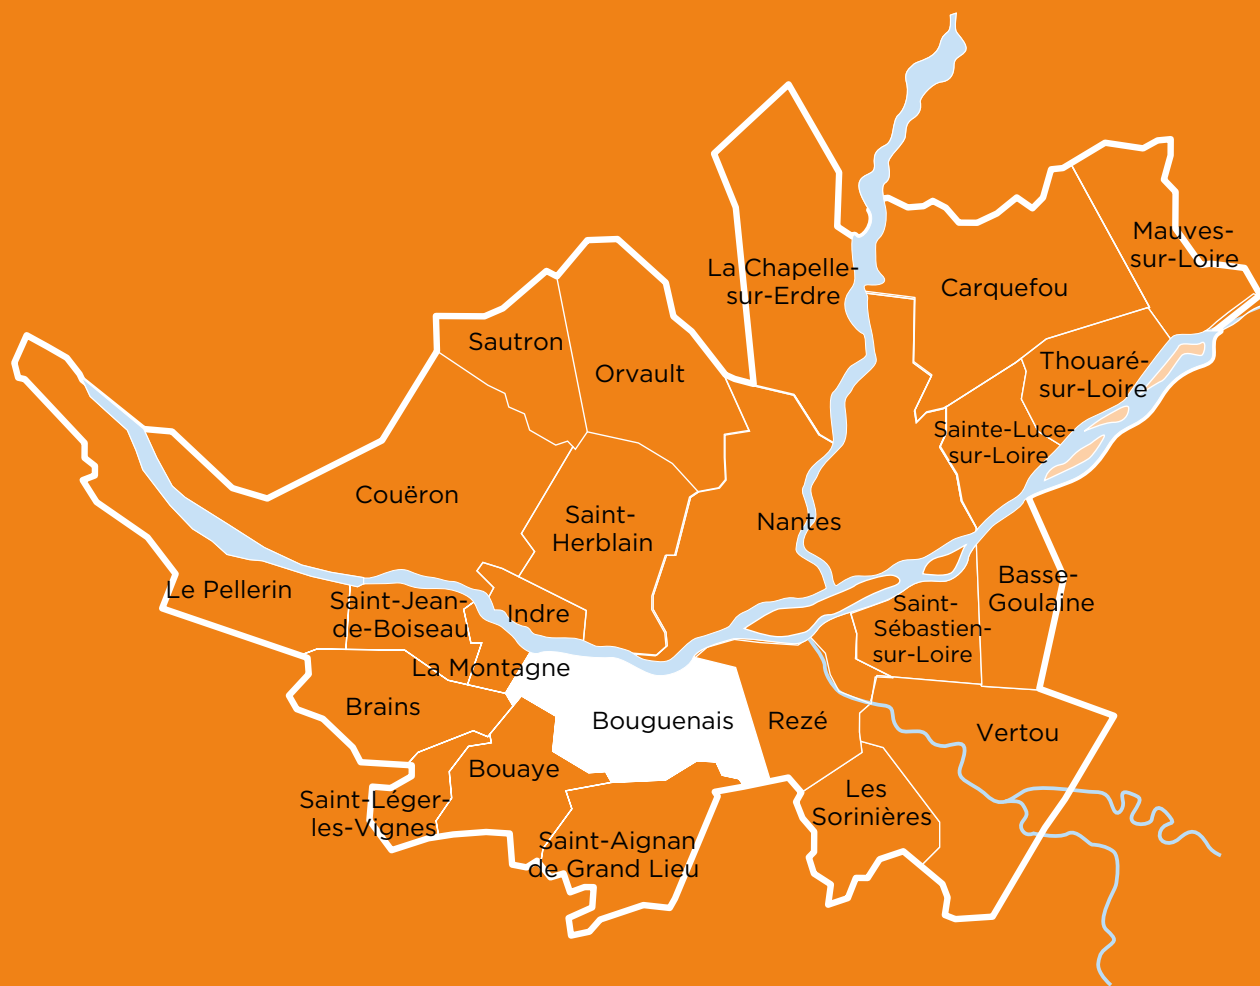 Mauves-
sur-Loire
La Chapelle-
sur-Erdre
Carquefou
Sautron
Orvault
Thouaré-
sur-Loire
Sainte-Luce-
sur-Loire
Couëron
Saint-
Herblain
Nantes
Le Pellerin
Saint-Jean-
de-Boiseau
Indre
Saint-
Sébastien-
sur-Loire
Basse-
Goulaine
La Montagne
Brains
Bouguenais
Rezé
Vertou
Bouaye
Saint-Léger-
les-Vignes
Les
Sorinières
Saint-Aignan
de Grand Lieu